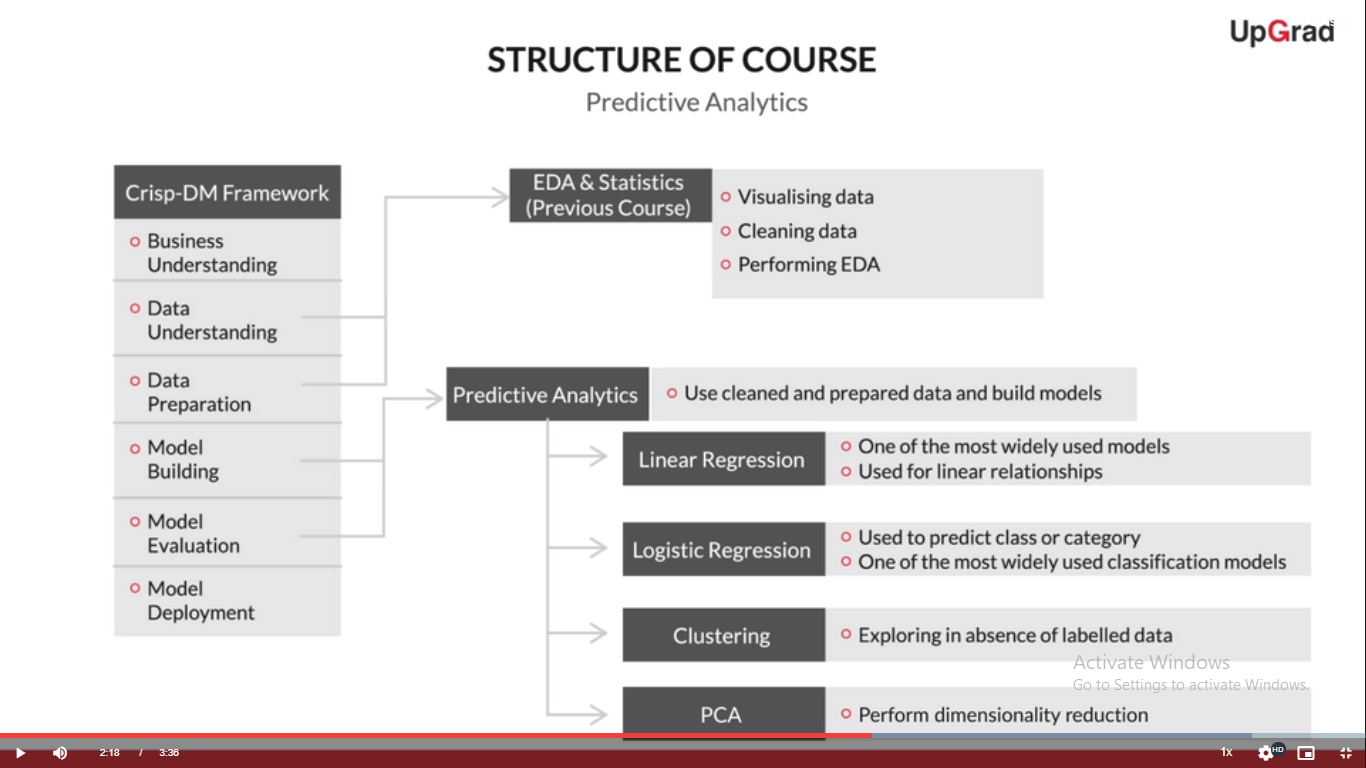 UpGrad
STRUCTURE OF COURSE
Predictive Analytics
Crisp-DM Framework
Business
Understanding
Data
Understanding
Data
Preparation
Model
Building
Model
Evaluation
Model
Deployment
EDA & Statistics
(Previous Course)
Visualising data
Cleaning data
Performing EDA
Predictive Analytics
Use cleaned and prepared data and build models
Linear Regression
One of the most widely used models
Used for linear relationships
Logistic Regression
Used to predict class or category
One of the most widely used classification models
Clustering
Exploring in absence of labelled data
PCA
Perform dimensionality reduction
Activate Windows
Go to Settings to activate Windows.
2:18 / 3:36
1x
HD